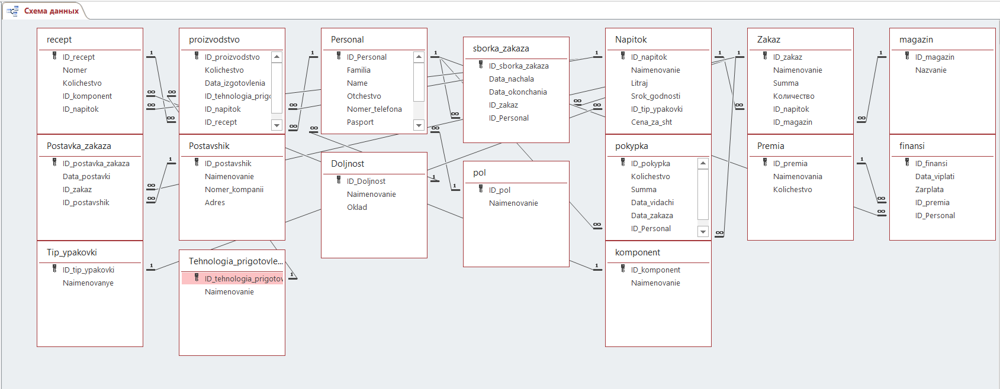 Схема данных
recept
ID_recept
Nomer
Kolichestvo
ID_komponent
ID_napitok
proizvodstvo
ID_proizvodstvo
Kolichestvo
Data_izgotovlenia
ID_tehnologia_prigo
ID_napitok
ID_recept
Personal
ID_Personal
Familia
Name
Otchestvo
Nomer_telefona
Pasport
sborka_zakaza
ID_sborka_zakaza
Data_nachala
Data_okonchania
ID_zakaz
ID_Personal
Napitok
ID_napitok
Naimenovanie
Litraj
Srok_godnosti
ID_tip_ypakovki
Cena_za_sht
Zakaz
ID_zakaz
Naimenovanie
Summa
Количество
ID_napitok
ID_magazin
magazin
ID_magazin
Nazvanie
Postavka_zakaza
ID_postavka_zakaza
Data_postavki
ID_zakaz
ID_postavshik
Postavshik
ID_postavshik
Naimenovanie
Nomer_kompanii
Adres
Doljnost
ID_Doljnost
Naimenovanie
Oklad
pol
ID_pol
Naimenovanie
pokypka
ID_pokypka
Kolichestvo
Summa
Data_vidachi
Data_zakaza
ID_Personal
Premia
ID_premia
Naimenovania
Kolichestvo
finansi
ID_finansi
Data_viplati
Zarplata
ID_premia
ID_Personal
Tip_ypakovki
ID_tip_ypakovki
Naimenovanye
Tehnologia_prigotovle...
ID_tehnologia_prigotov
Naimenovanie
komponent
ID_komponent
Naimenovanie